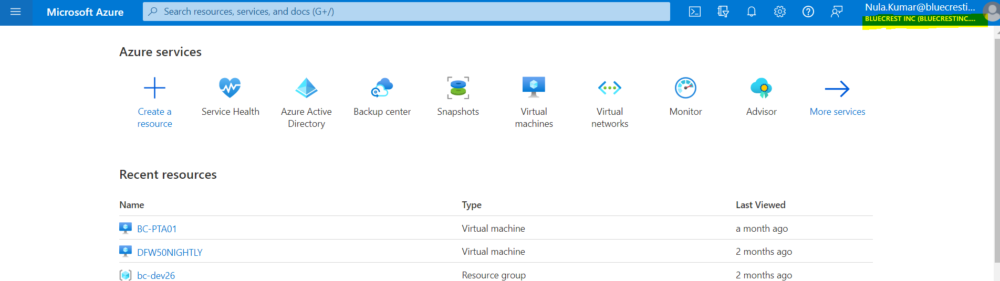 Microsoft Azure
Search resources, services, and docs (G+/)
Nula.Kumar@bluecresti...
BLUECREST INC (BLUECRESTINC....
Azure services
Create a resource
Service Health
Azure Active Directory
Backup center
Snapshots
Virtual machines
Virtual networks
Monitor
Advisor
More services
Recent resources
Name Type Last Viewed
BC-PTA01 Virtual machine a month ago
DFW50NIGHTLY Virtual machine 2 months ago
bc-dev26 Resource group 2 months ago